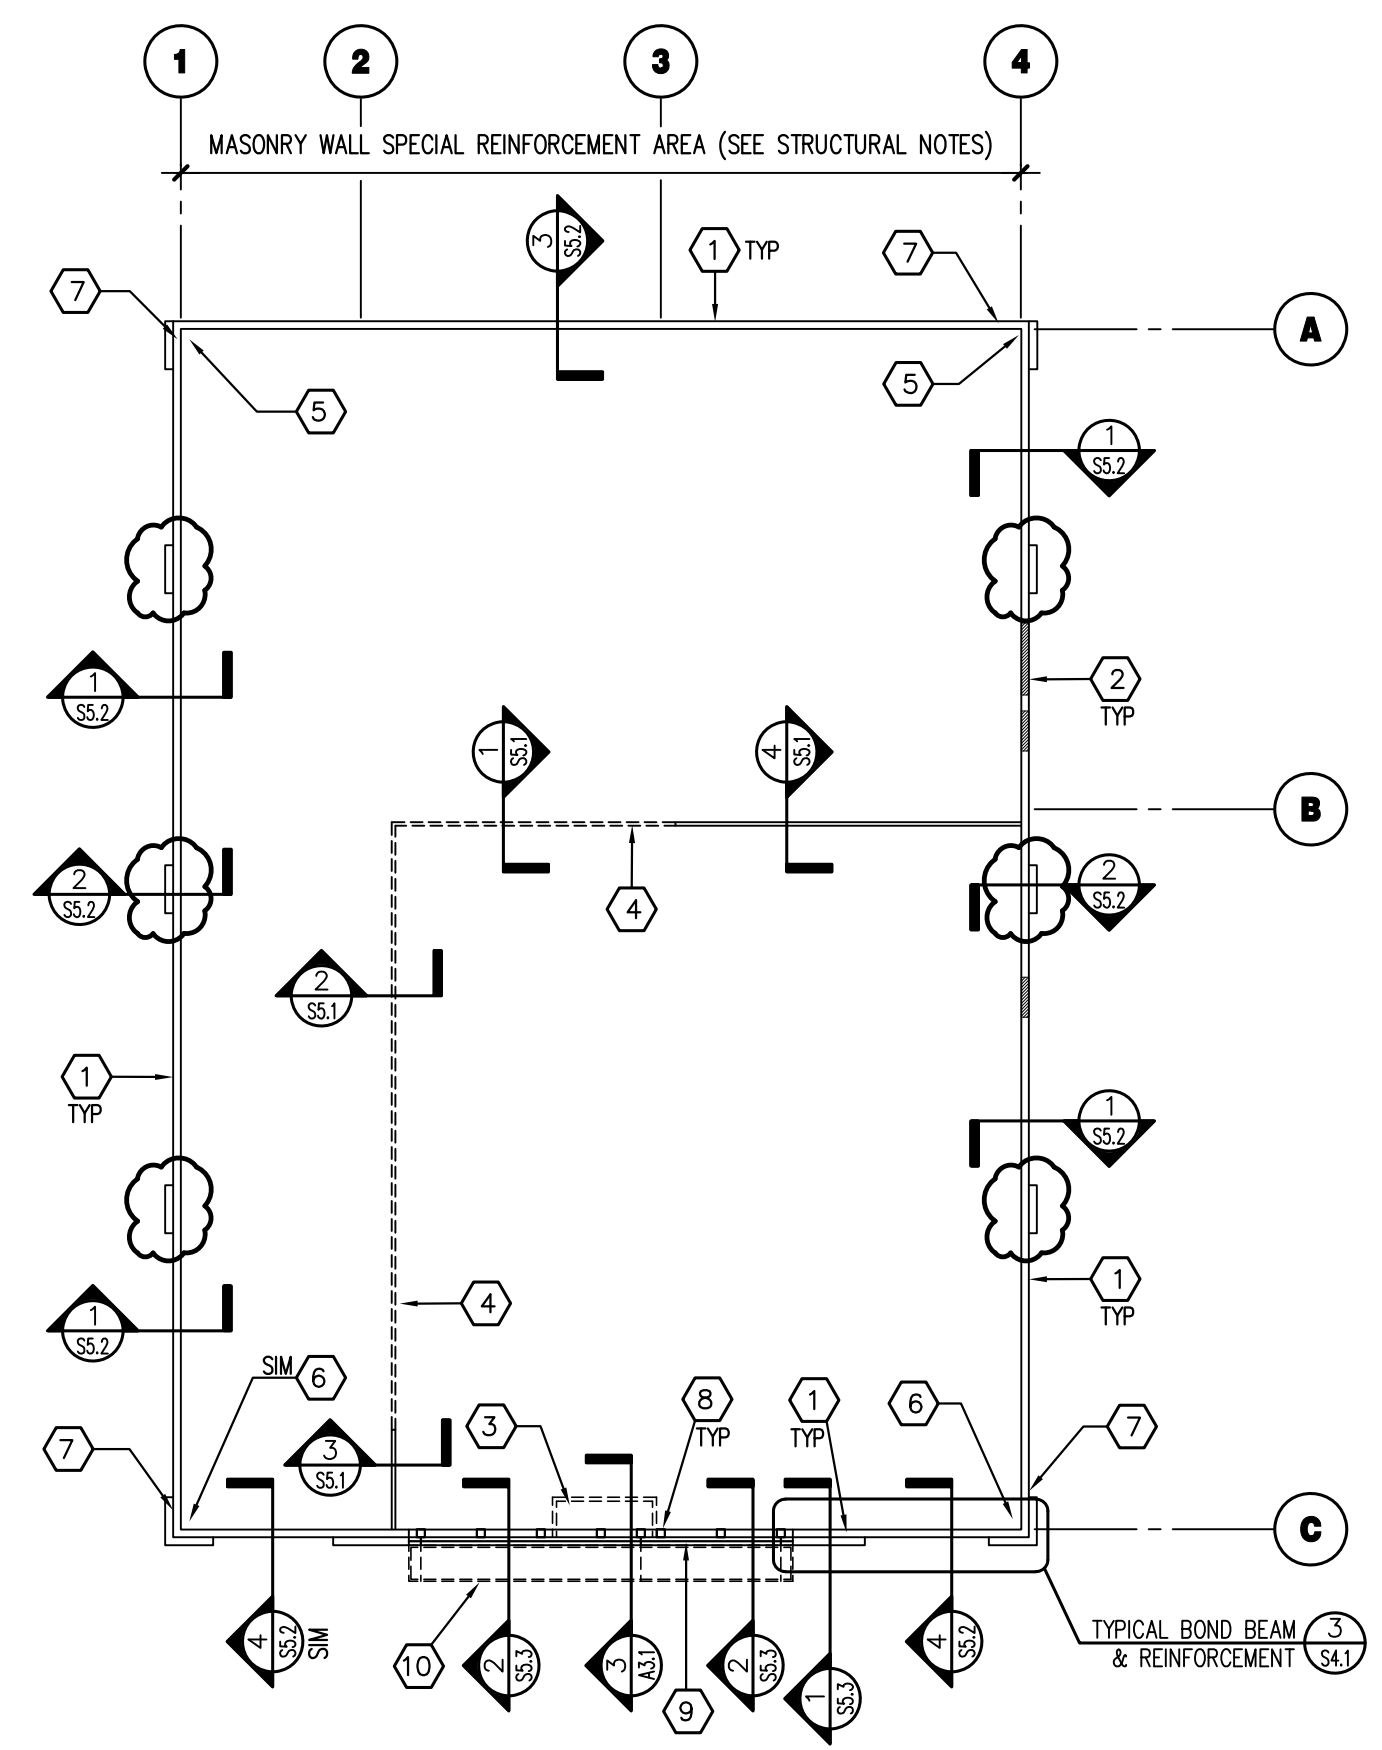 1 2 3 4
MASONRY WALL SPECIAL REINFORCEMENT AREA (SEE STRUCTURAL NOTES)
3
S5.2
1 TYP
7
7
A
5
5
1
S5.2
1
S5.2
2
TYP
1
S5.1
4
S5.1
B
2
S5.2
4
2
S5.2
2
S5.1
1
TYP
1
S5.2
1
TYP
4
1
S5.2
SIM 6
3
8
TYP
1
TYP
6
7
7
3
S5.1
C
4
S5.2
SIM
10
2
S5.3
3
A3.1
9
2
S5.3
1
S5.3
4
S5.2
TYPICAL BOND BEAM
& REINFORCEMENT
3
S4.1